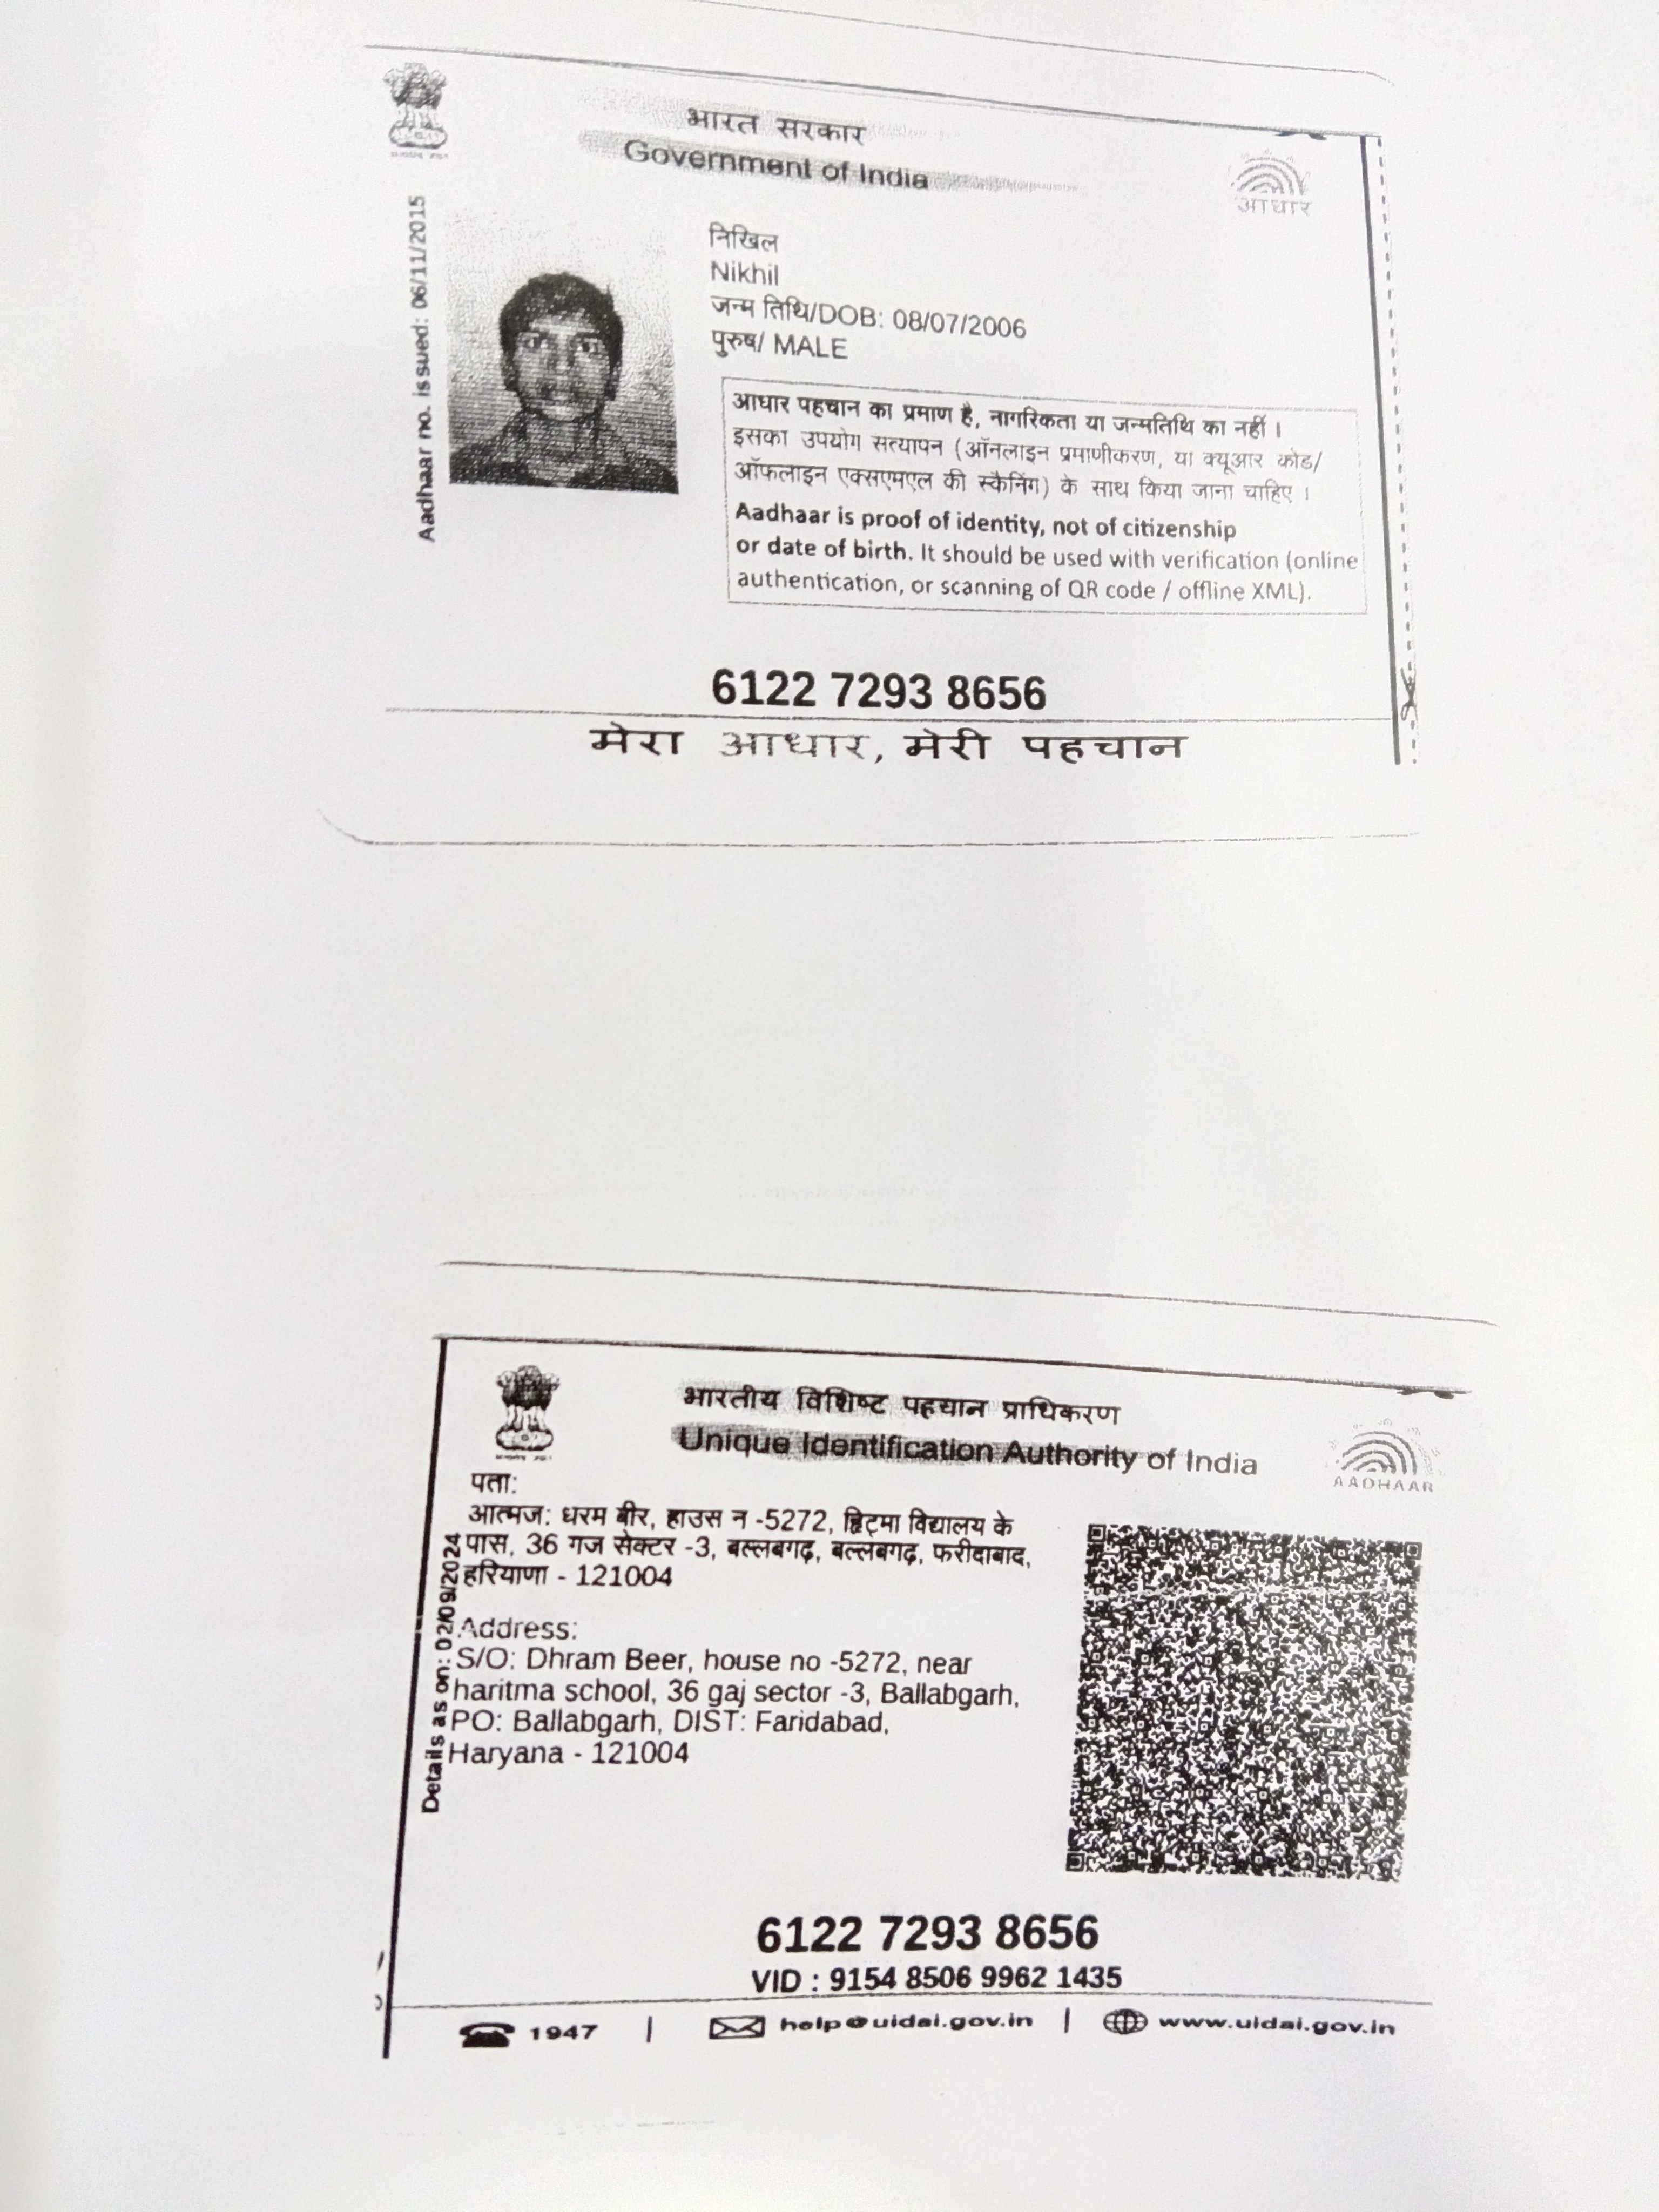 भारत सरकार
Government of India
आधार
Aadhaar no. issued: 06/11/2015
निखिल
Nikhil
जन्म तिथि/DOB: 08/07/2006
पुरुष/ MALE
आधार पहचान का प्रमाण है, नागरिकता या जन्मतिथि का नहीं ।
इसका उपयोग सत्यापन (ऑनलाइन प्रमाणीकरण, या क्यूआर कोड/
ऑफलाइन एक्सएमएल की स्कैनिंग) के साथ किया जाना चाहिए ।
Aadhaar is proof of identity, not of citizenship
or date of birth. It should be used with verification (online
authentication, or scanning of QR code / offline XML).
6122 7293 8656
मेरा आधार, मेरी पहचान
भारतीय विशिष्ट पहचान प्राधिकरण
Unique Identification Authority of India
AADHAAR
Details as on: 02/09/2024
पता:
आत्मज: धरम बीर, हाउस न -5272, विद्यालय के
पास, 36 गज सेक्टर -3, बल्लबगढ़, बल्लबगढ़, फरीदाबाद,
हरियाणा - 121004
Address:
S/O: Dhram Beer, house no -5272, near
haritma school, 36 gaj sector -3, Ballabgarh,
PO: Ballabgarh, DIST: Faridabad,
Haryana - 121004
6122 7293 8656
VID : 9154 8506 9962 1435
1947 | help@uidai.gov.in | www.uidai.gov.in